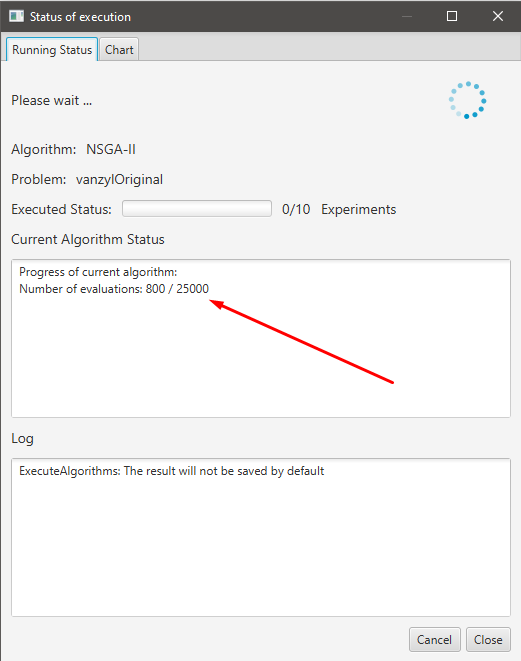 Status of execution
Running Status Chart
Please wait ...
Algorithm: NSGA-II
Problem: vanzylOriginal
Executed Status: 0/10 Experiments
Current Algorithm Status
Progress of current algorithm:
Number of evaluations: 800 / 25000
Log
ExecuteAlgorithms: The result will not be saved by default
Cancel Close